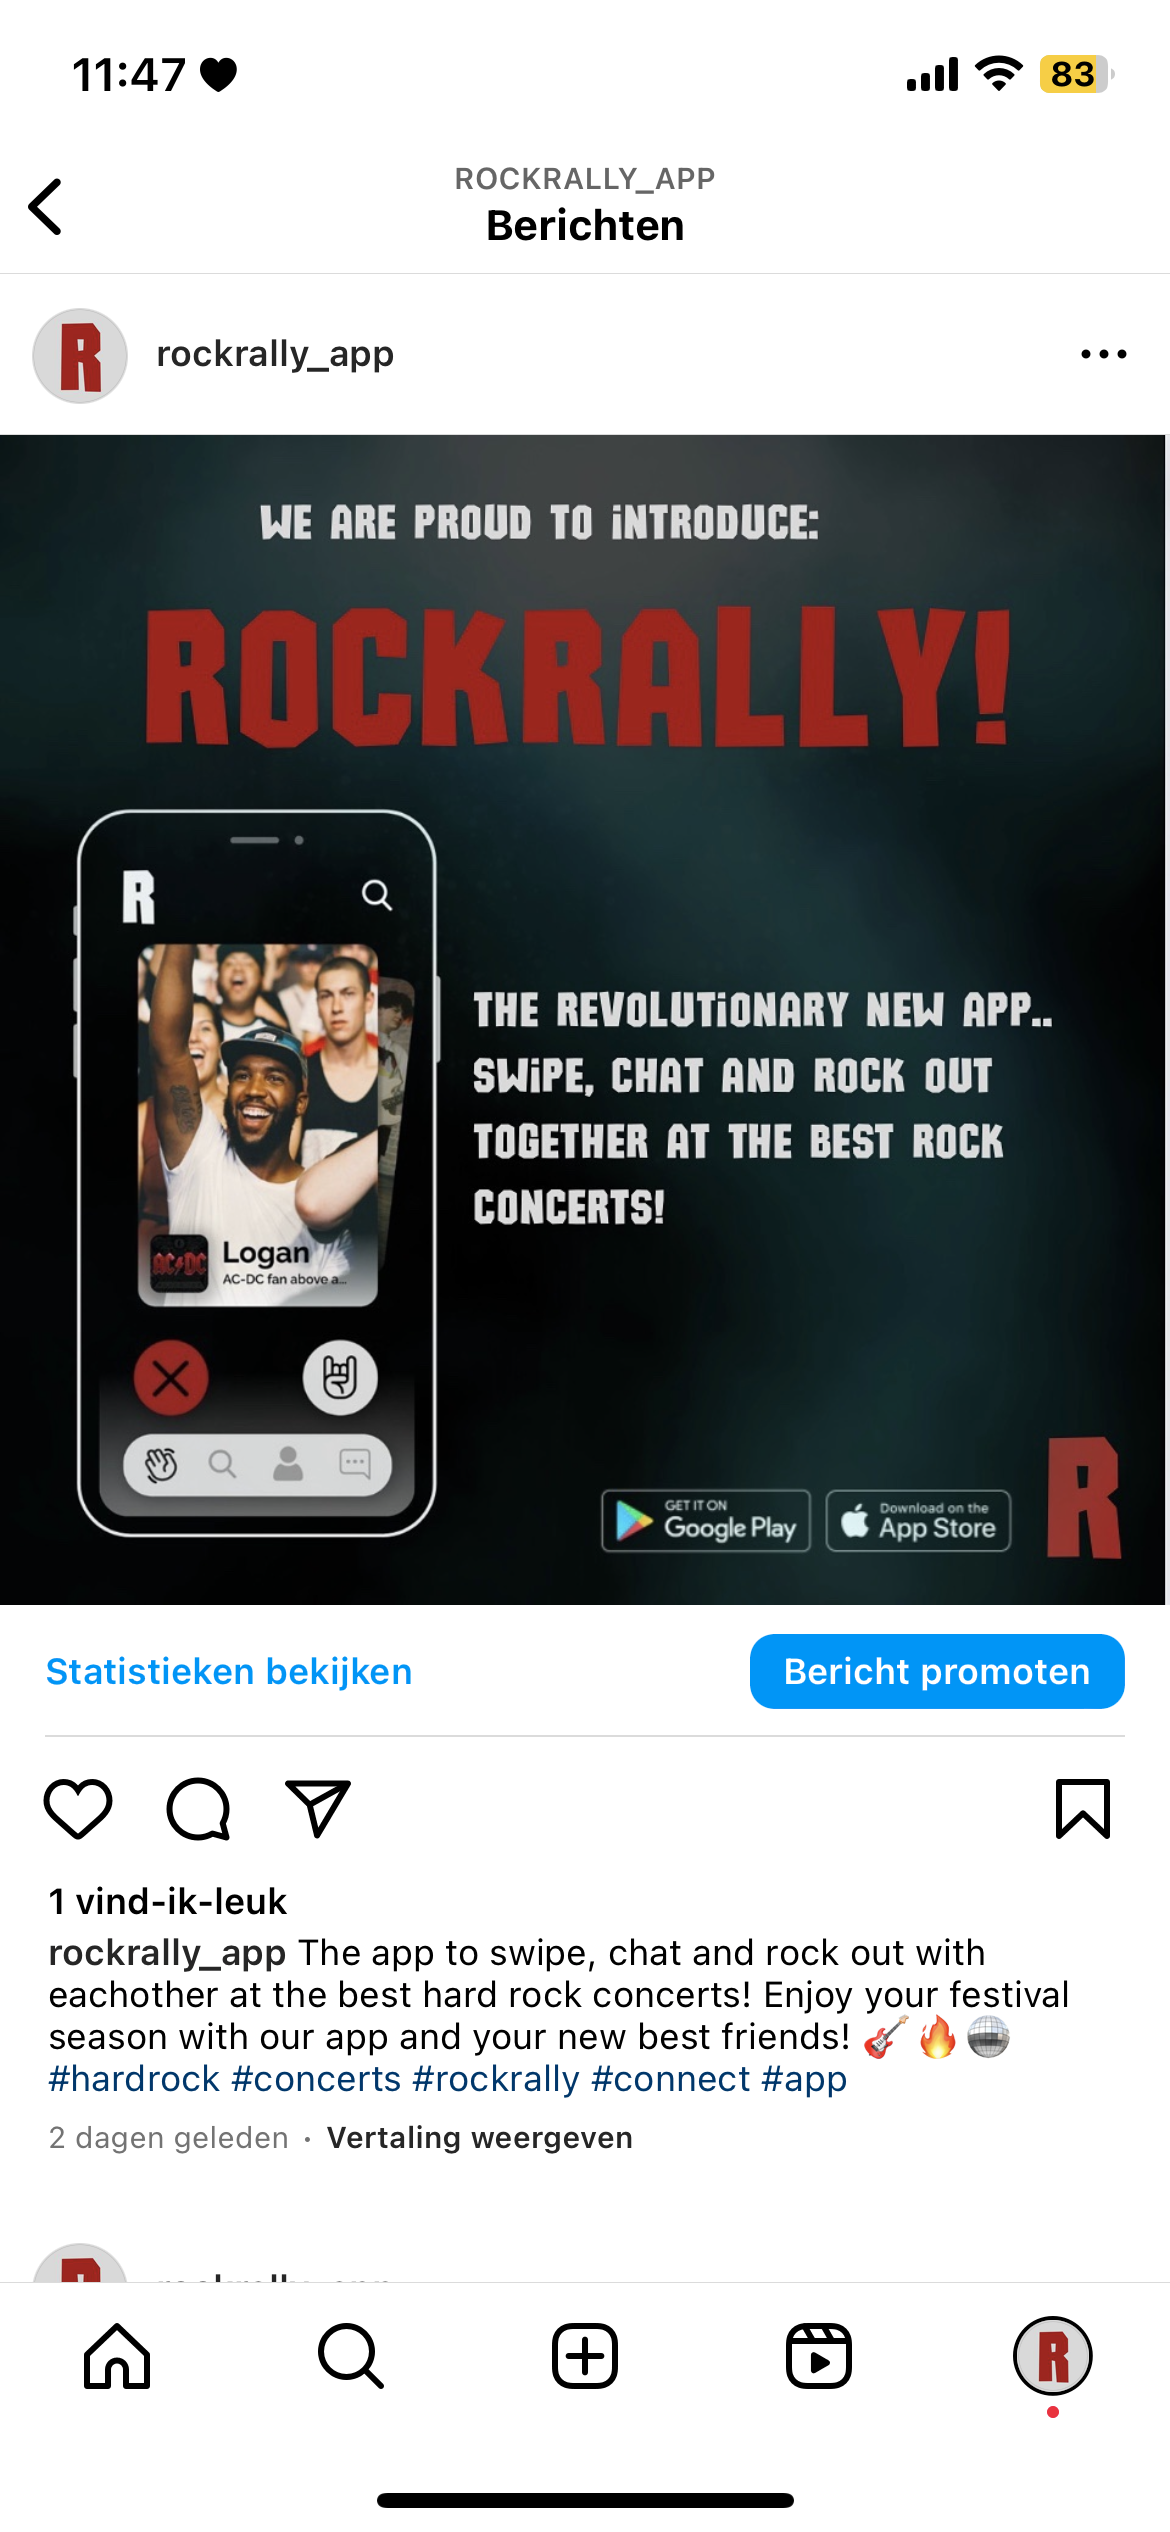 11:47
83
ROCKRALLY_APP
Berichten
R
rockrally_app
WE ARE PROUD TO iNTRODUCE:
ROCKRALLY!
R
THE REVOLUTiONARY NEW APP..
SWiPE, CHAT AND ROCK OUT
TOGETHER AT THE BEST ROCK
CONCERTS!
AC⚡DC
Logan
AC-DC fan above a...
GET IT ON
Google Play
Download on the
App Store
R
Statistieken bekijken
Bericht promoten
1 vind-ik-leuk
rockrally_app The app to swipe, chat and rock out with
eachother at the best hard rock concerts! Enjoy your festival
season with our app and your new best friends! 🎸🔥🪩
#hardrock #concerts #rockrally #connect #app
2 dagen geleden · Vertaling weergeven
R